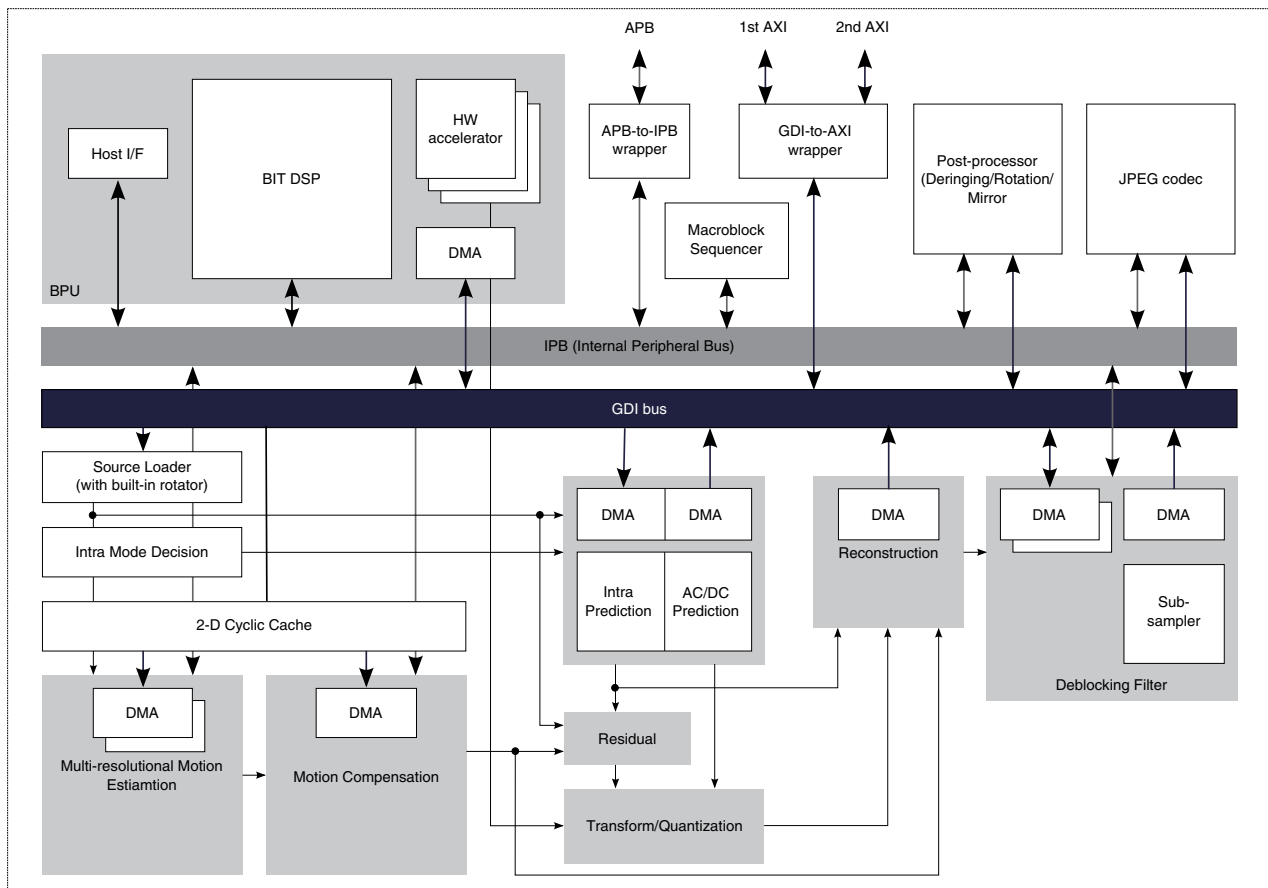 APB
1st AXI
2nd AXI
Host I/F
BIT DSP
HW
accelerator
DMA
BPU
APB-to-IPB
wrapper
GDI-to-AXI
wrapper
Macroblock
Sequencer
Post-processor
(Deringing/Rotation/
Mirror
JPEG codec
IPB (Internal Peripheral Bus)
GDI bus
Source Loader
(with built-in rotator)
Intra Mode Decision
2-D Cyclic Cache
DMA
Multi-resolutional Motion
Estiamtion
DMA
Motion Compensation
DMA
DMA
Intra
Prediction
AC/DC
Prediction
Residual
Transform/Quantization
DMA
Reconstruction
DMA
DMA
Sub-
sampler
Deblocking Filter